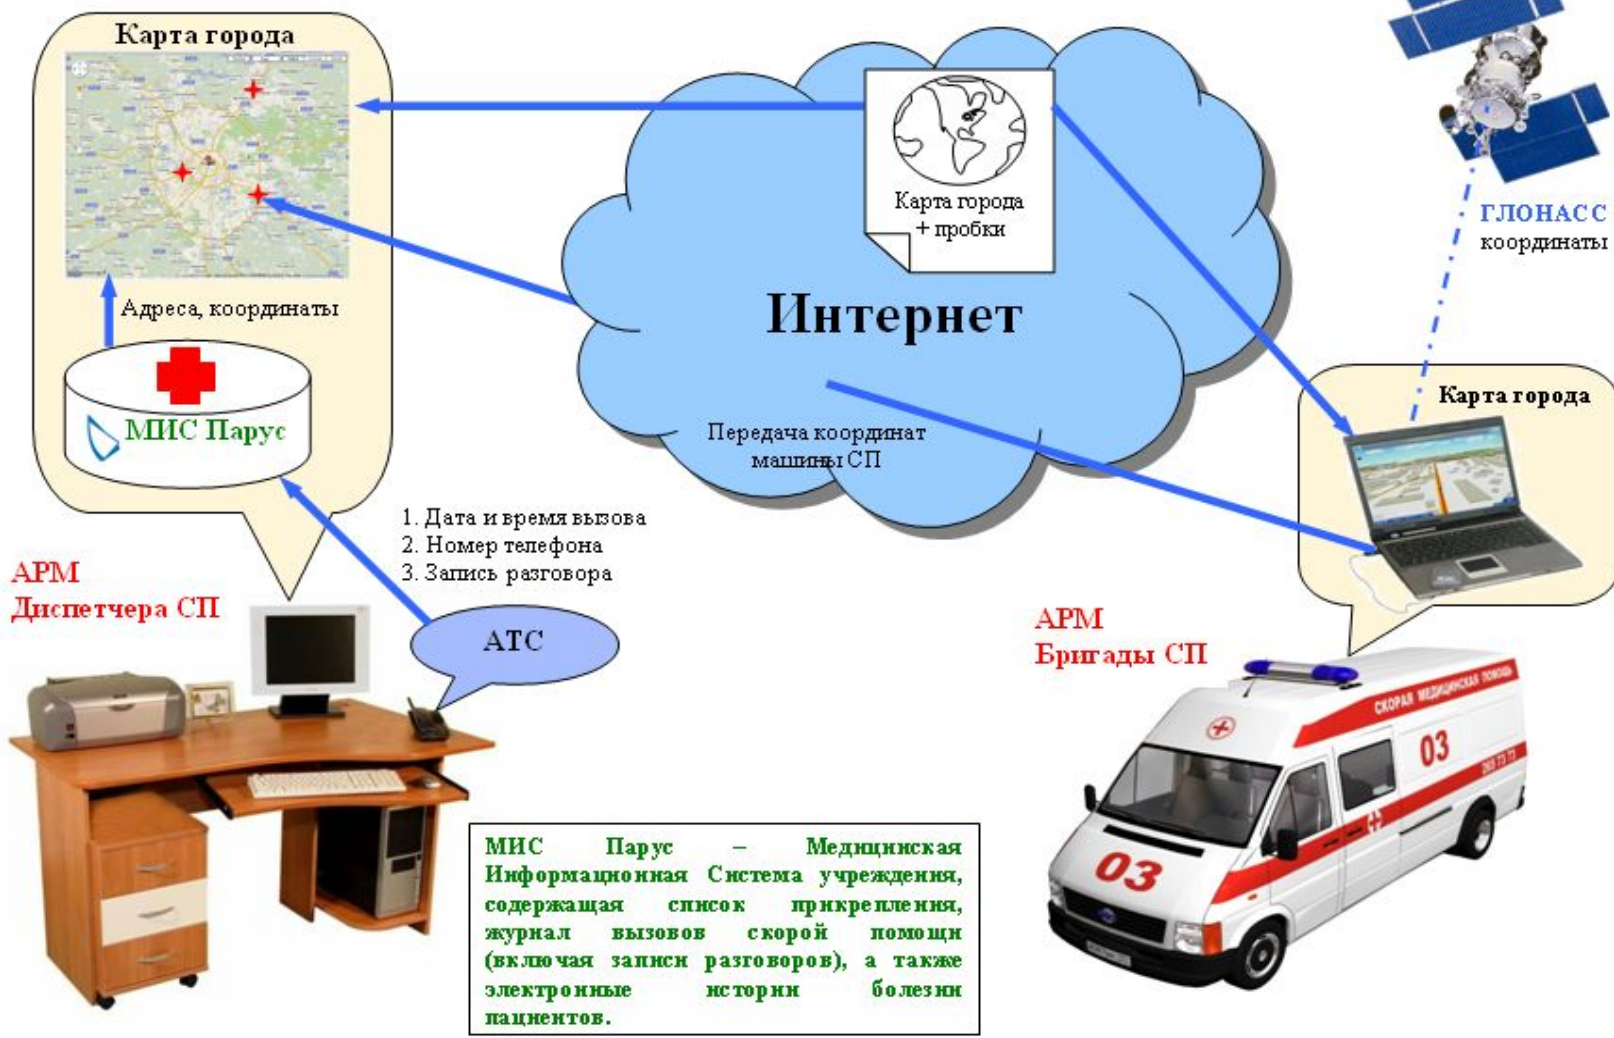 Карта города
Адреса, координаты
МИС Парус
АРМ
Диспетчера СП
1. Дата и время вызова
2. Номер телефона
3. Запись разговора
АТС
Карта города
+ пробки
Интернет
Передача координат
машины СП
ГЛОНАСС
координаты
Карта города
АРМ
Бригады СП
СКОРАЯ МЕДИЦИНСКАЯ ПОМОЩЬ
03
263 73 73
03
МИС Парус – Медицинская
Информационная Система учреждения,
содержащая список прикрепления,
журнал вызовов скорой помощи
(включая записи разговоров), а также
электронные истории болезни
пациентов.